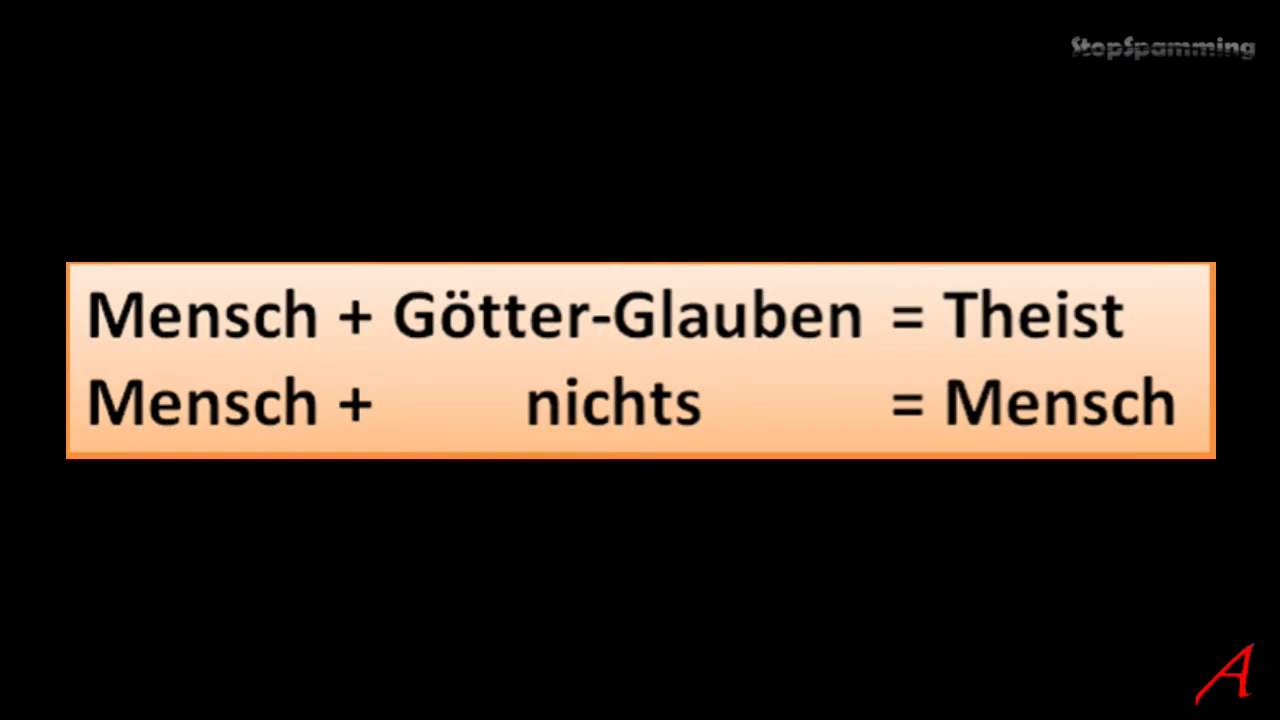 StopSpamming
Mensch + Götter-Glauben = Theist
Mensch + nichts = Mensch
A